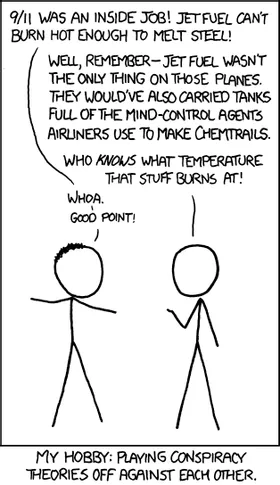 9/11 WAS AN INSIDE JOB! JET FUEL CAN'T
BURN HOT ENOUGH TO MELT STEEL!
WELL, REMEMBER—JET FUEL WASN'T
THE ONLY THING ON THOSE PLANES.
THEY WOULD'VE ALSO CARRIED TANKS
FULL OF THE MIND-CONTROL AGENTS
AIRLINERS USE TO MAKE CHEMTRAILS.
WHO KNOWS WHAT TEMPERATURE
THAT STUFF BURNS AT!
WHOA.
GOOD POINT!
MY HOBBY: PLAYING CONSPIRACY
THEORIES OFF AGAINST EACH OTHER.